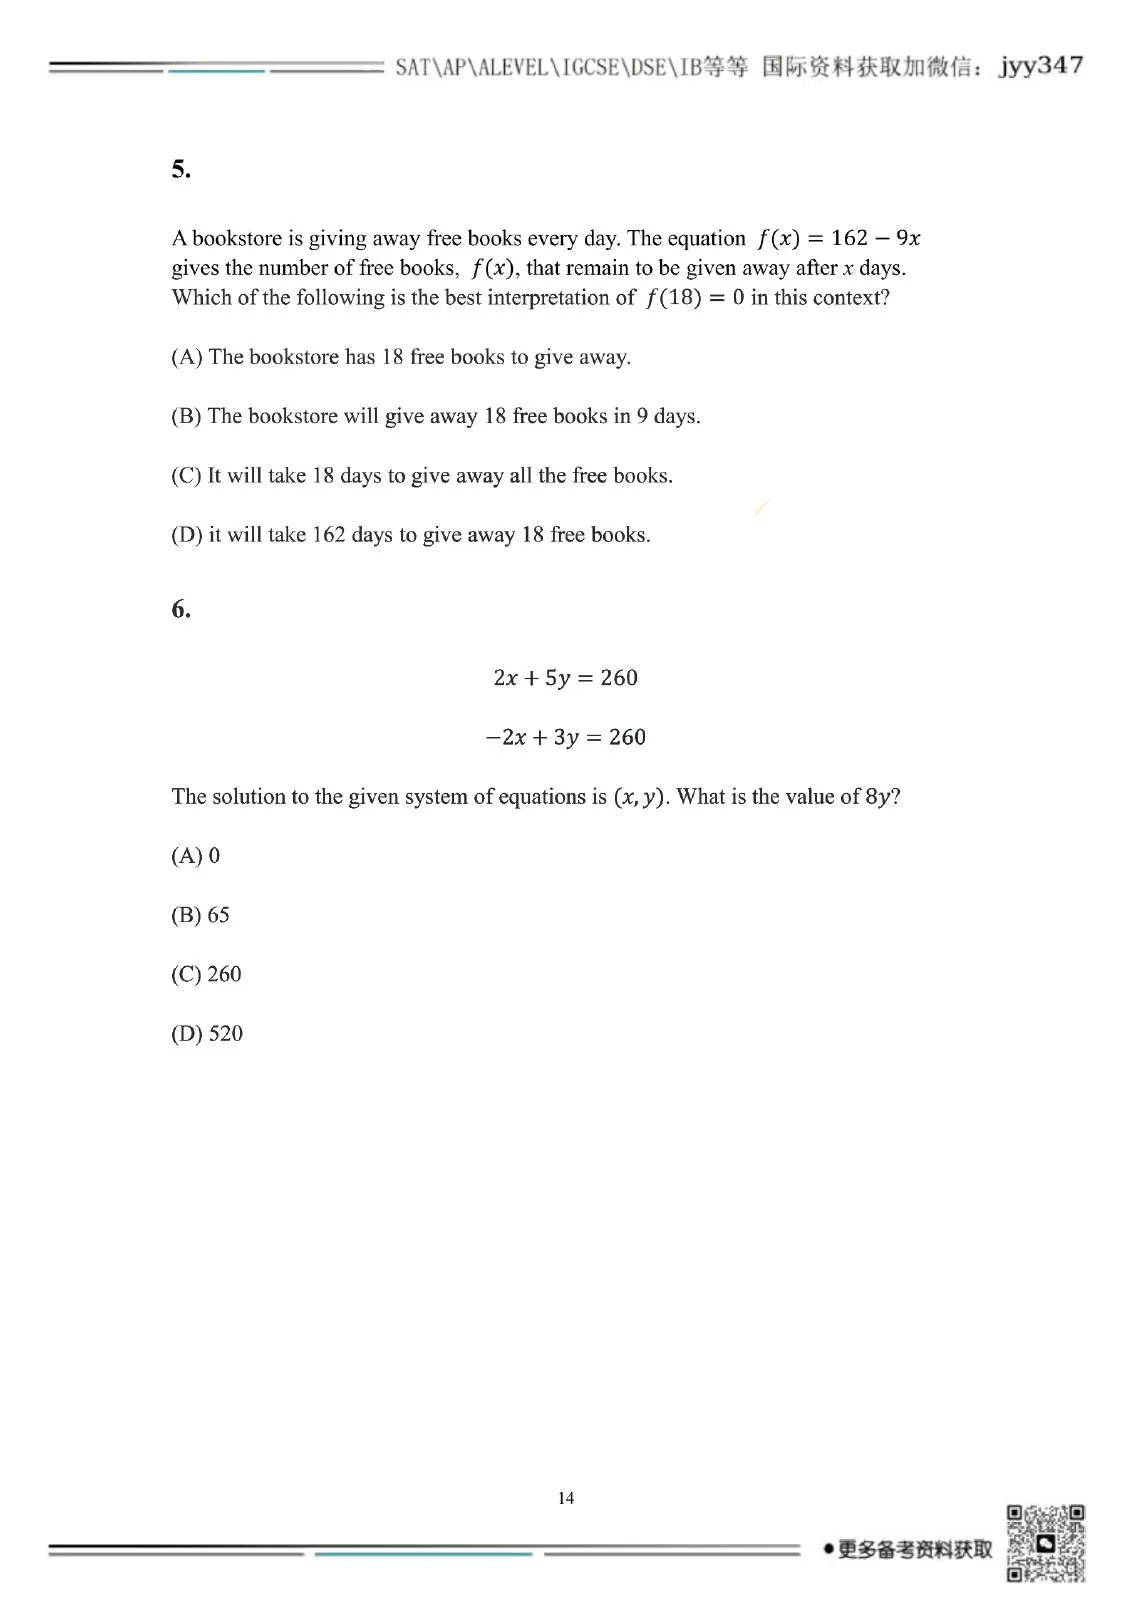 SAT\AP\ALEVEL\IGCSE\DSE\IB等等 国际资料获取加微信：jyy347
5.
A bookstore is giving away free books every day. The equation f(x) = 162 − 9x
gives the number of free books, f(x), that remain to be given away after x days.
Which of the following is the best interpretation of f(18) = 0 in this context?
(A) The bookstore has 18 free books to give away.
(B) The bookstore will give away 18 free books in 9 days.
(C) It will take 18 days to give away all the free books.
(D) it will take 162 days to give away 18 free books.
6.
2x + 5y = 260
−2x + 3y = 260
The solution to the given system of equations is (x, y). What is the value of 8y?
(A) 0
(B) 65
(C) 260
(D) 520
14
●更多备考资料获取